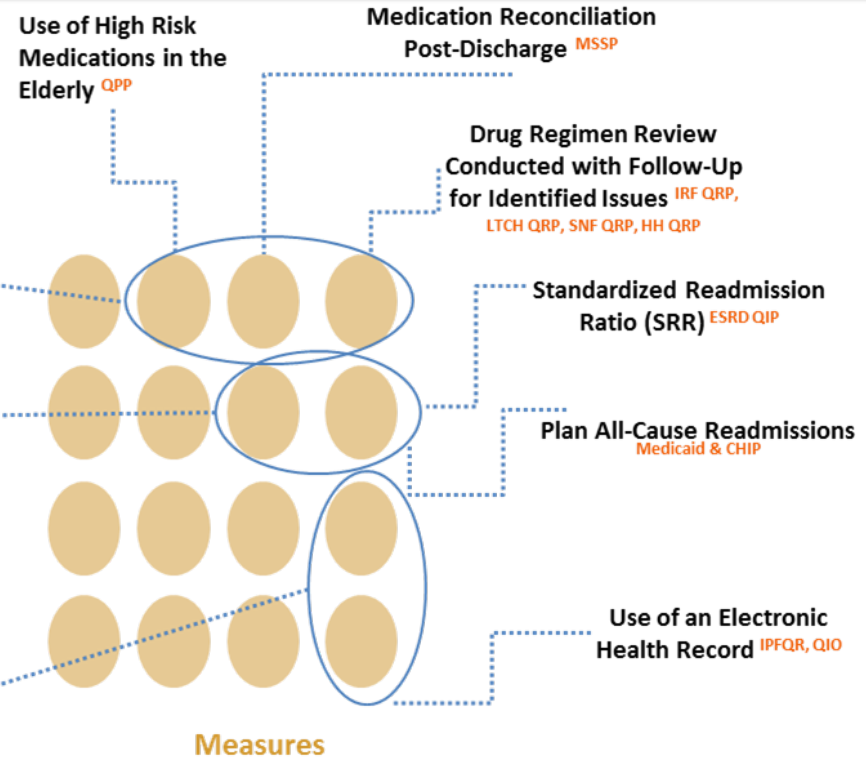 Use of High Risk
Medications in the
Elderly QPP
Medication Reconciliation
Post-Discharge MSSP
Drug Regimen Review
Conducted with Follow-Up
for Identified Issues IRF QRP,
LTCH QRP, SNF QRP, HH QRP
Standardized Readmission
Ratio (SRR) ESRD QIP
Plan All-Cause Readmissions
Medicaid & CHIP
Use of an Electronic
Health Record IPFQR, QIO
Measures